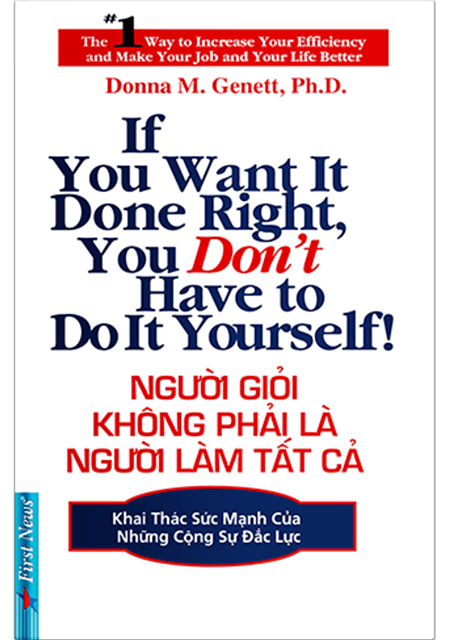 The #1 Way to Increase Your Efficiency
and Make Your Job and Your Life Better
Donna M. Genett, Ph.D.
If
You Want It
Done Right,
You Don't
Have to
Do It Yourself!
NGƯỜI GIỎI
KHÔNG PHẢI LÀ
NGƯỜI LÀM TẤT CẢ
Khai Thác Sức Mạnh Của
Những Cộng Sự Đắc Lực
First News